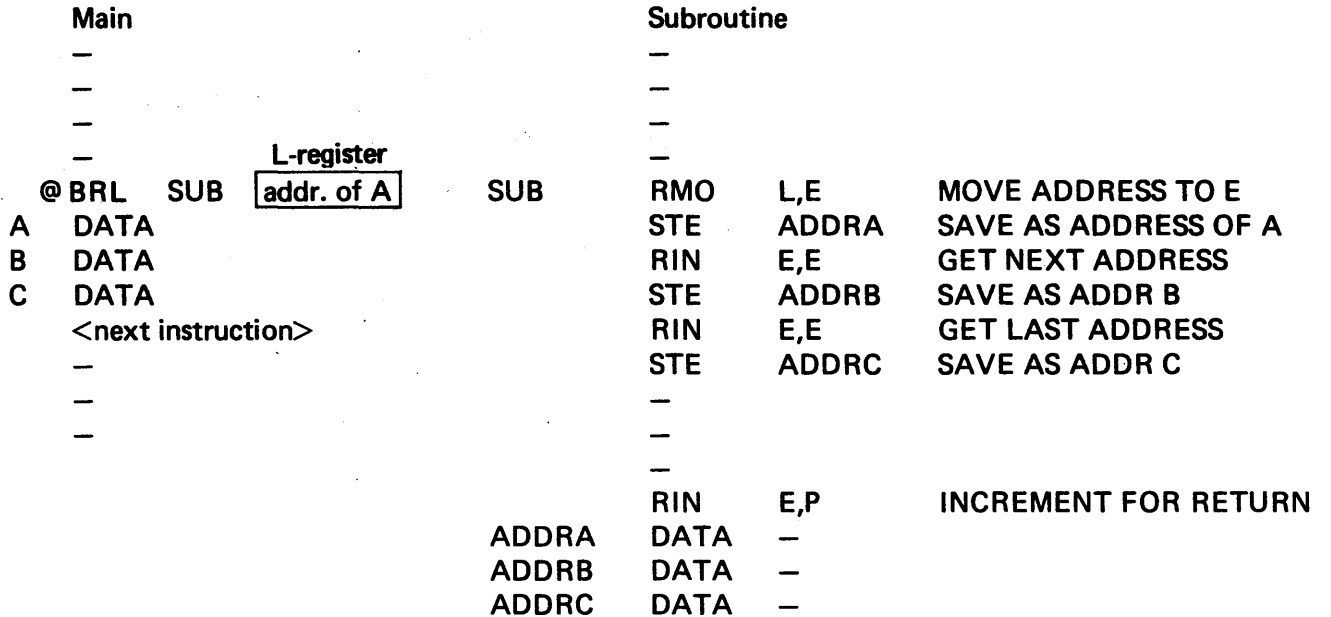 Main Subroutine
— —
— —
— —
— L-register —
@ BRL SUB addr. of A SUB RMO L,E MOVE ADDRESS TO E
A DATA STE ADDRA SAVE AS ADDRESS OF A
B DATA RIN E,E GET NEXT ADDRESS
C DATA STE ADDRB SAVE AS ADDR B
<next instruction> RIN E,E GET LAST ADDRESS
— STE ADDRC SAVE AS ADDR C
— —
— —
—
RIN E,P INCREMENT FOR RETURN
ADDRA DATA —
ADDRB DATA —
ADDRC DATA —